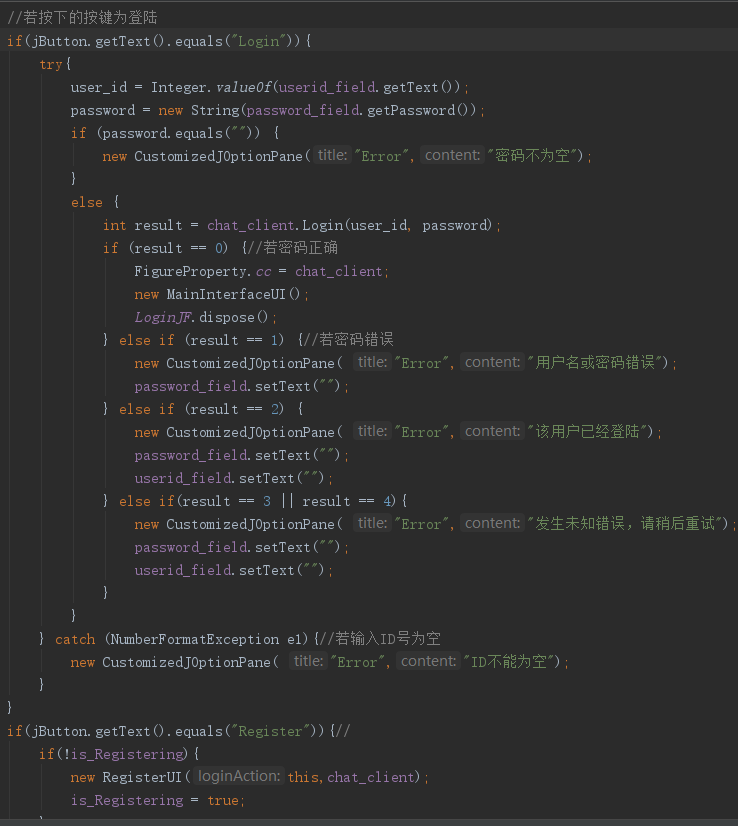 //若按下的按键为登陆
if(jButton.getText().equals("Login")){
try{
user_id = Integer.valueOf(userid_field.getText());
password = new String(password_field.getPassword());
if (password.equals("")) {
new CustomizedJOptionPane( title: "Error", content: "密码不为空");
}
else {
int result = chat_client.Login(user_id, password);
if (result == 0) {//若密码正确
FigureProperty.cc = chat_client;
new MainInterfaceUI();
LoginJF.dispose();
} else if (result == 1) {//若密码错误
new CustomizedJOptionPane( title: "Error", content: "用户名或密码错误");
password_field.setText("");
} else if (result == 2) {
new CustomizedJOptionPane( title: "Error", content: "该用户已经登陆");
password_field.setText("");
userid_field.setText("");
} else if(result == 3 || result == 4){
new CustomizedJOptionPane( title: "Error", content: "发生未知错误，请稍后重试");
password_field.setText("");
userid_field.setText("");
}
}
} catch (NumberFormatException e1){//若输入ID号为空
new CustomizedJOptionPane( title: "Error", content: "ID不能为空");
}
}
if(jButton.getText().equals("Register")){//
if(!is_Registering){
new RegisterUI( loginAction: this,chat_client);
is_Registering = true;